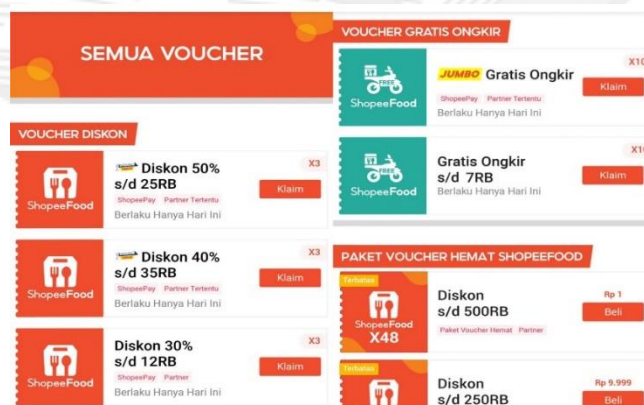 SEMUA VOUCHER
VOUCHER DISKON
ShopeeFood
Diskon 50%
s/d 25RB
ShopeePay Partner Tertentu
Berlaku Hanya Hari Ini
X3
Klaim
ShopeeFood
Diskon 40%
s/d 35RB
ShopeePay Partner Tertentu
Berlaku Hanya Hari Ini
X3
Klaim
ShopeeFood
Diskon 30%
s/d 12RB
ShopeePay Partner
Berlaku Hanya Hari Ini
X3
Klaim
VOUCHER GRATIS ONGKIR
FREE
ShopeeFood
JUMBO Gratis Ongkir
ShopeePay Partner Tertentu
Berlaku Hanya Hari Ini
X10
Klaim
FREE
ShopeeFood
Gratis Ongkir
s/d 7RB
Berlaku Hanya Hari Ini
Klaim
PAKET VOUCHER HEMAT SHOPEEFOOD
Terbatas
ShopeeFood
X48
Diskon
s/d 500RB
Paket Voucher Hemat Partner
Rp 1
Beli
Terbatas
Diskon
s/d 250RB
Rp 9.999
Beli